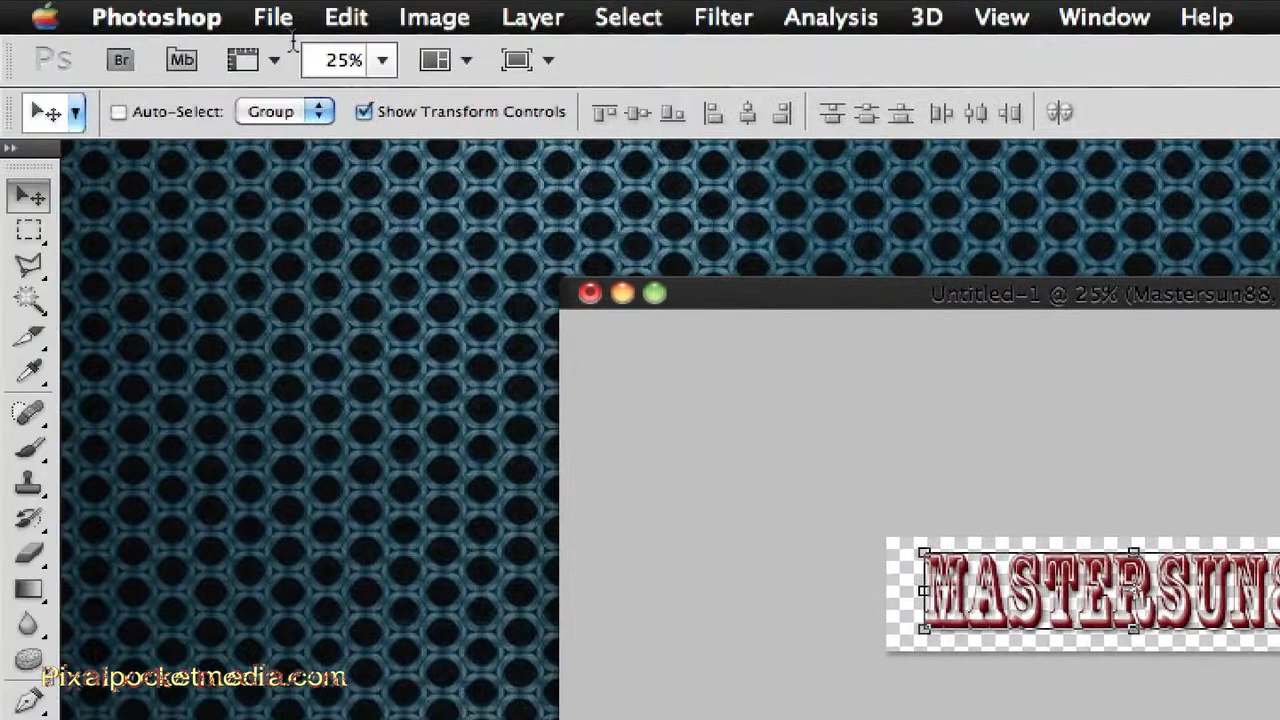 Photoshop File Edit Image Layer Select Filter Analysis 3D View Window Help
Ps Br Mb 25%
Auto-Select: Group Show Transform Controls
Untitled-1 @ 25% (Mastersun88,
MASTERSUN
Pixalpocketmedia.com